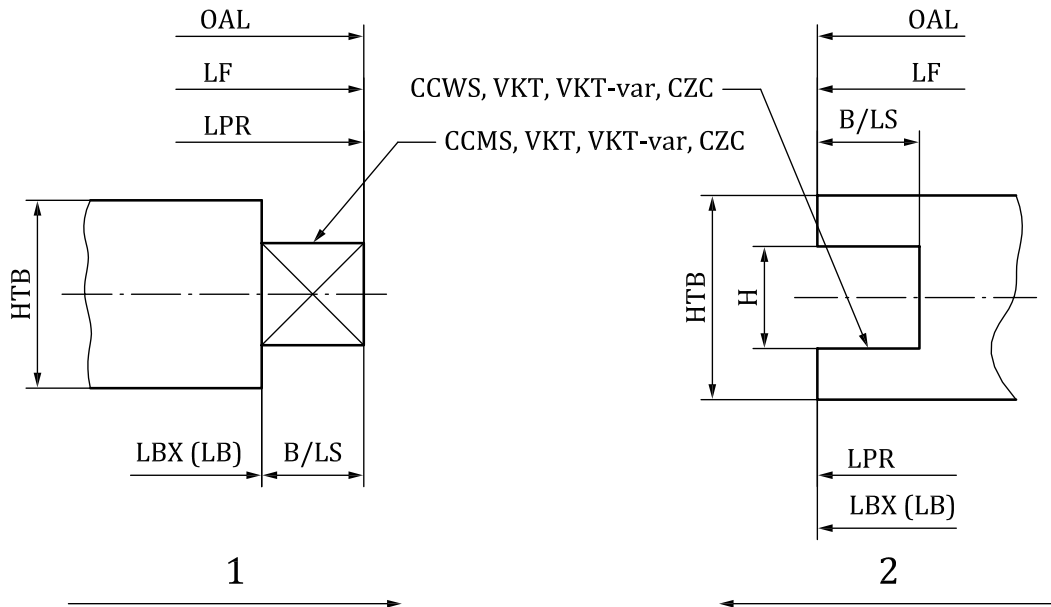 OAL
LF
LPR
CCWS, VKT, VKT-var, CZC
CCMS, VKT, VKT-var, CZC
HTB
LBX (LB)
B/LS
1
OAL
LF
B/LS
HTB
H
LPR
LBX (LB)
2